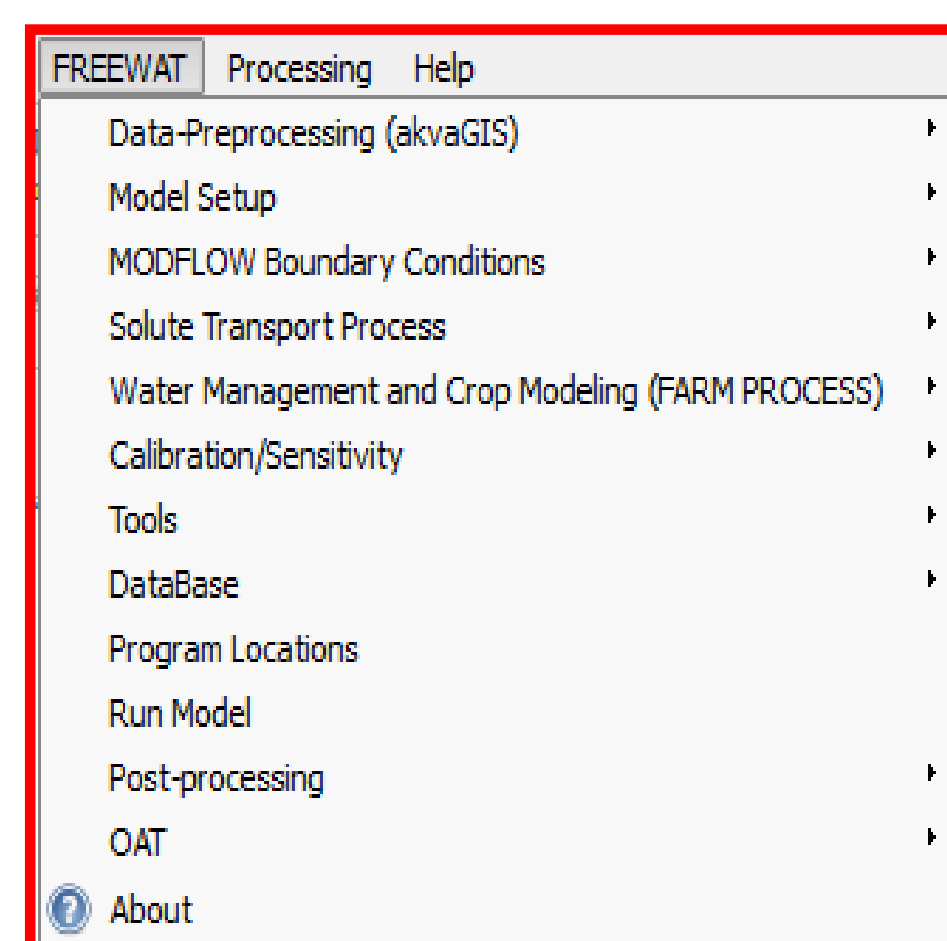 FREEWAT Processing Help
Data-Preprocessing (akvaGIS)
Model Setup
MODFLOW Boundary Conditions
Solute Transport Process
Water Management and Crop Modeling (FARM PROCESS)
Calibration/Sensitivity
Tools
DataBase
Program Locations
Run Model
Post-processing
OAT
About